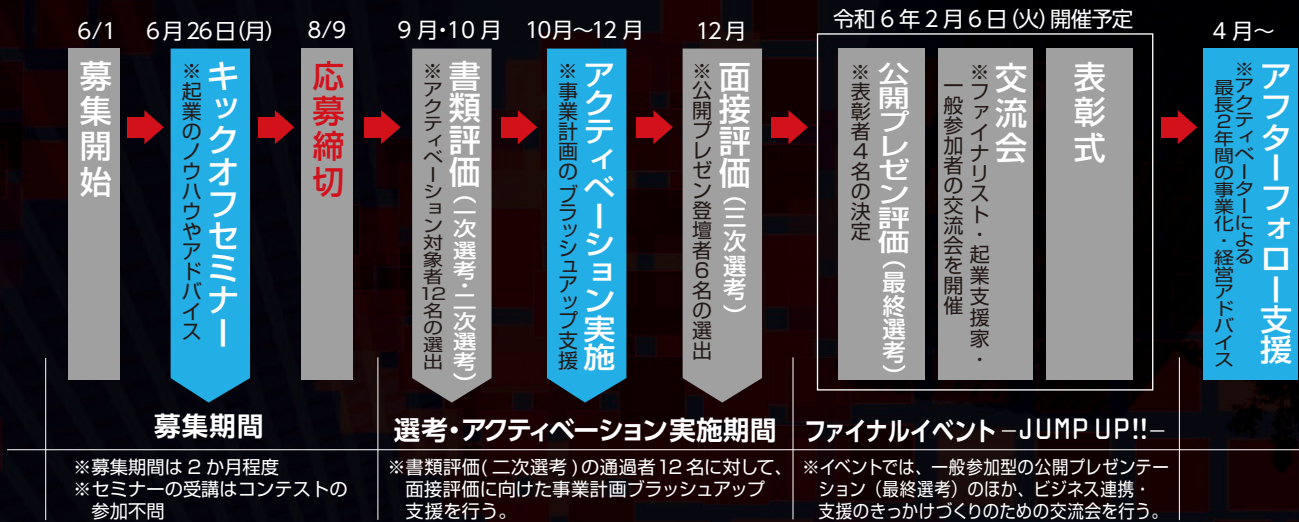 6/1
募集開始
6月26日(月)
キックオフセミナー
※起業のノウハウやアドバイス
8/9
応募締切
9月・10月
書類評価（一次選考・二次選考）
※アクティベーション対象者12名の選出
10月～12月
アクティベーション実施
※事業計画のブラッシュアップ支援
12月
面接評価（三次選考）
※公開プレゼン登壇者6名の選出
令和6年2月6日(火)開催予定
公開プレゼン評価（最終選考）
※表彰者4名の決定
交流会
※ファイナリスト・起業支援家・
一般参加者の交流会を開催
表彰式
4月～
アフターフォロー支援
※アクティベーターによる
最長2年間の事業化・経営アドバイス
募集期間
※募集期間は2か月程度
※セミナーの受講はコンテストの
参加不問
選考・アクティベーション実施期間
※書類評価(二次選考)の通過者12名に対して、
面接評価に向けた事業計画ブラッシュアップ
支援を行う。
ファイナルイベント－JUMP UP!!－
※イベントでは、一般参加型の公開プレゼンテー
ション（最終選考）のほか、ビジネス連携・
支援のきっかけづくりのための交流会を行う。